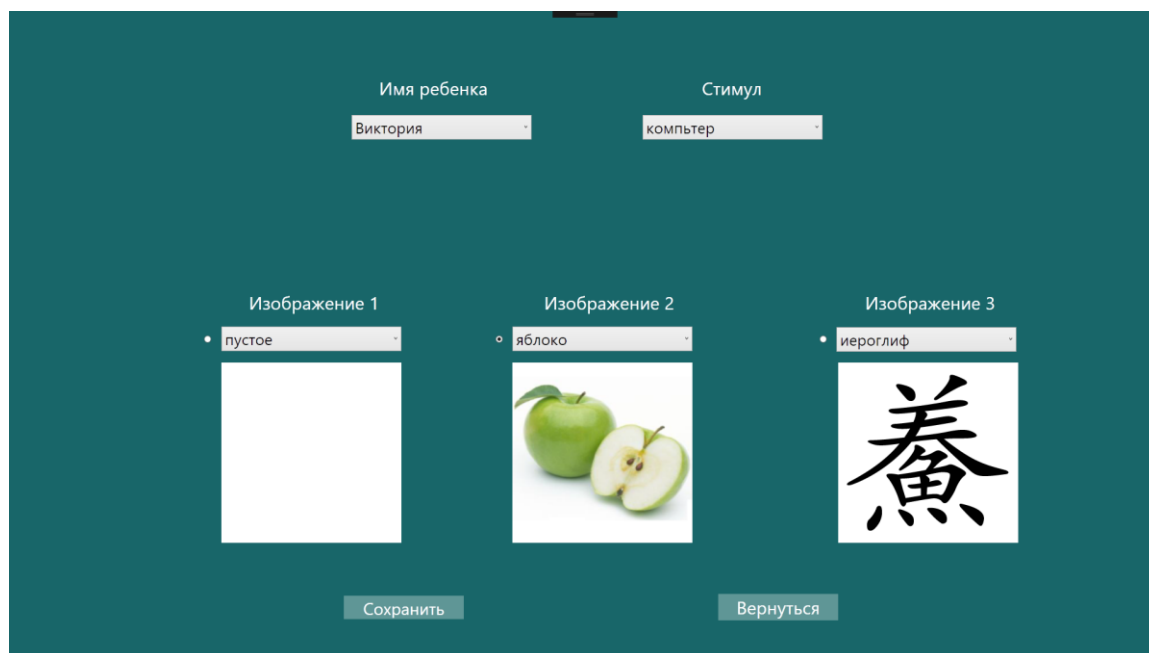 Имя ребенка
Стимул
Виктория
компьтер
Изображение 1
Изображение 2
Изображение 3
пустое
яблоко
иероглиф
Сохранить
Вернуться